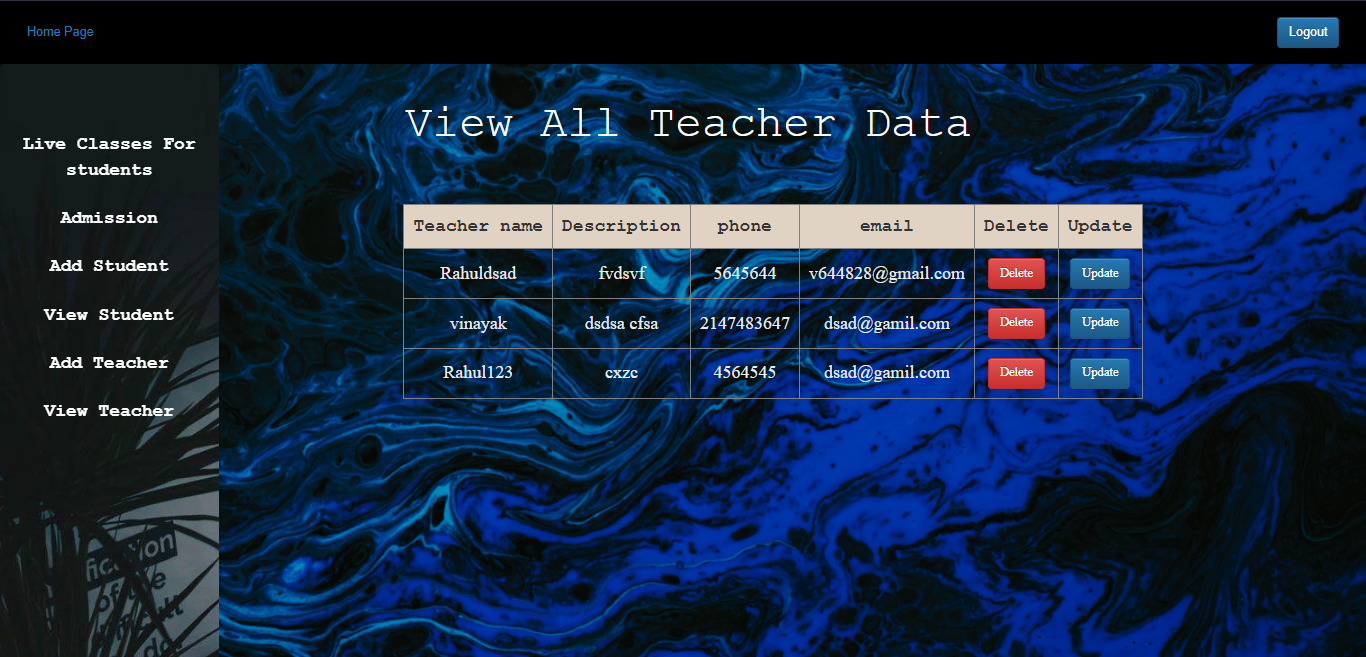 Home Page
Logout
Live Classes For
students
Admission
Add Student
View Student
Add Teacher
View Teacher
View All Teacher Data
Teacher name Description phone email Delete Update
Rahuldsad fvdsvf 5645644 v644828@gmail.com Delete Update
vinayak dsdsa cfsa 2147483647 dsad@gamil.com Delete Update
Rahul123 cxzc 4564545 dsad@gamil.com Delete Update
of the